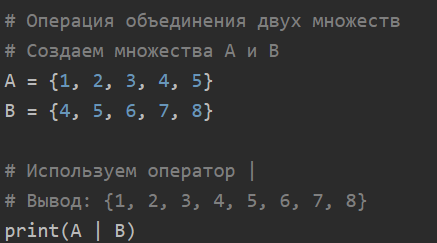 # Операция объединения двух множеств
# Создаем множества A и B
A = {1, 2, 3, 4, 5}
B = {4, 5, 6, 7, 8}
# Используем оператор |
# Вывод: {1, 2, 3, 4, 5, 6, 7, 8}
print(A | B)